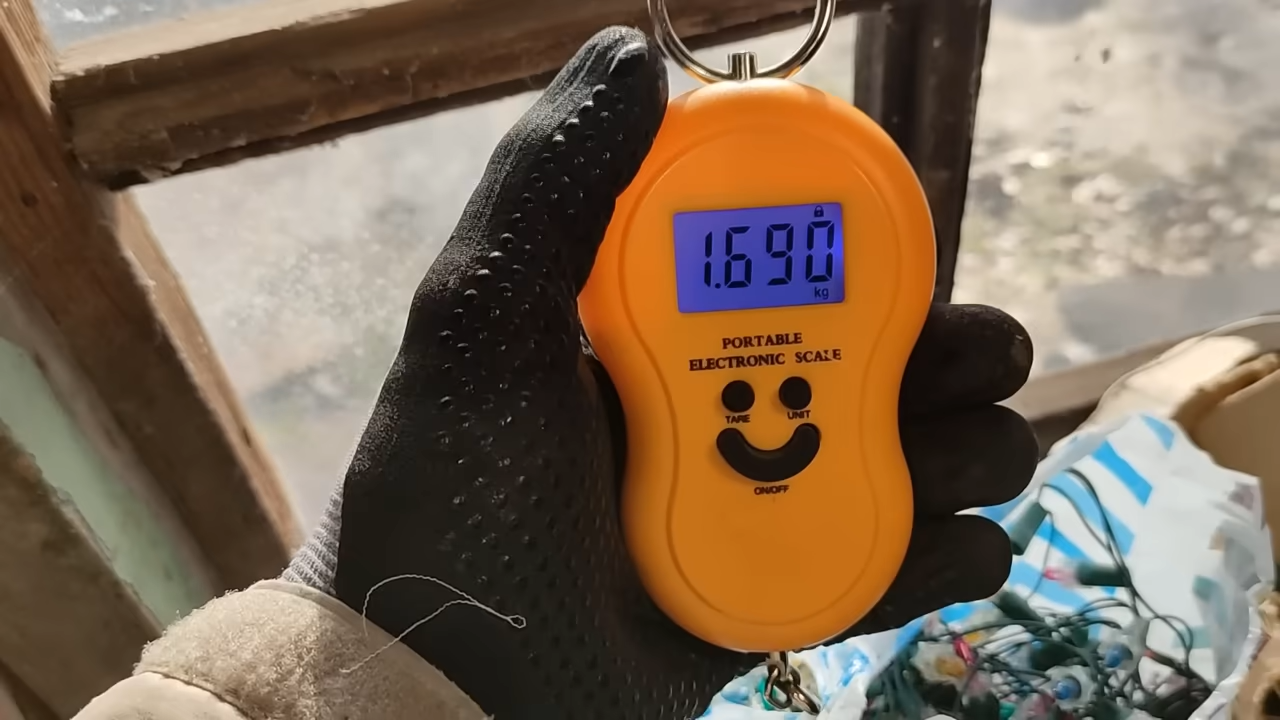 1.690
kg
PORTABLE
ELECTRONIC SCALE
TARE UNIT
ON/OFF